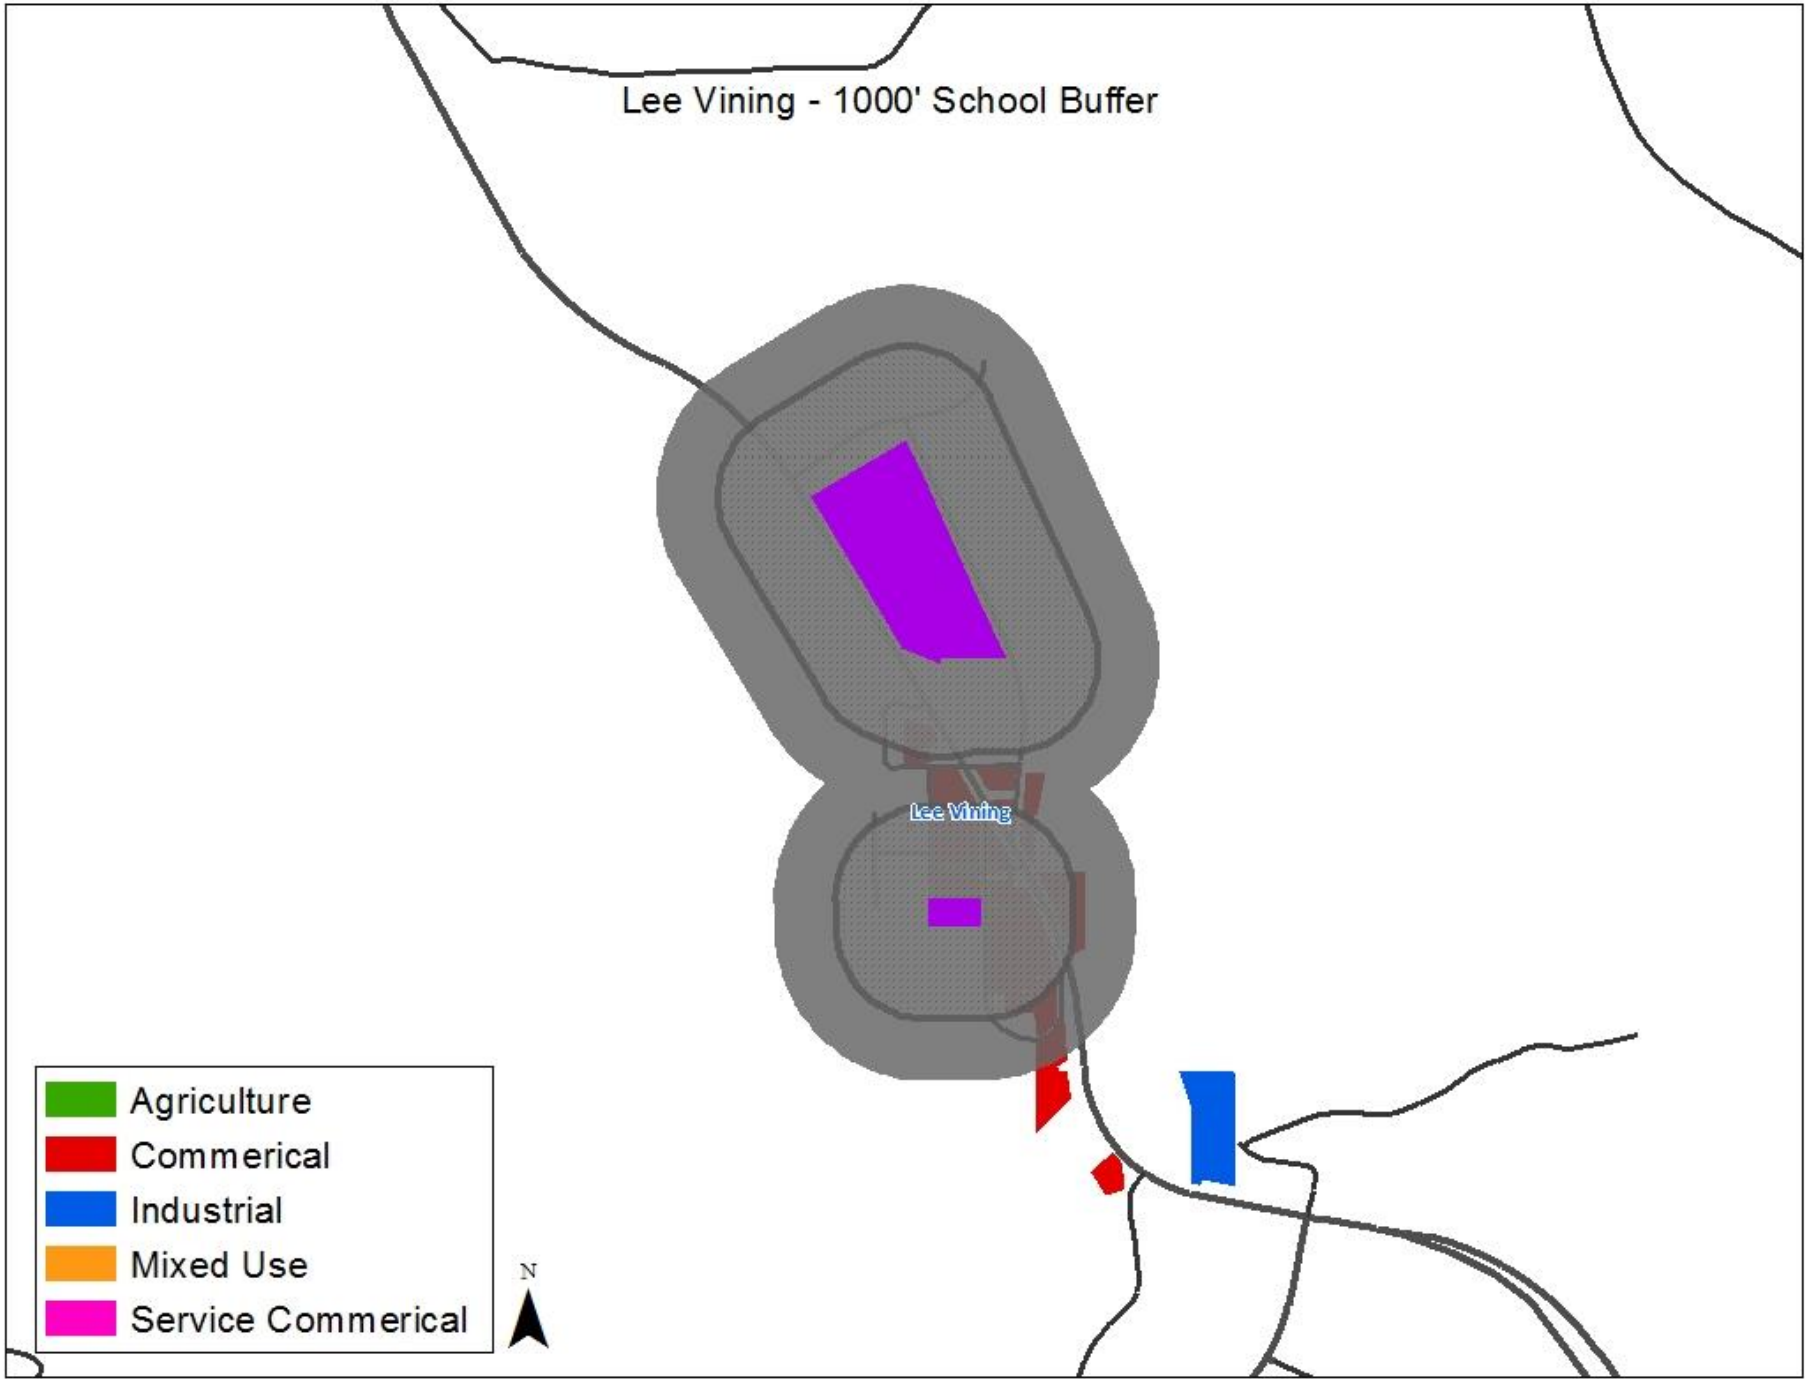 Lee Vining - 1000' School Buffer
Lee Vining
Agriculture
Commerical
Industrial
Mixed Use
Service Commerical
N